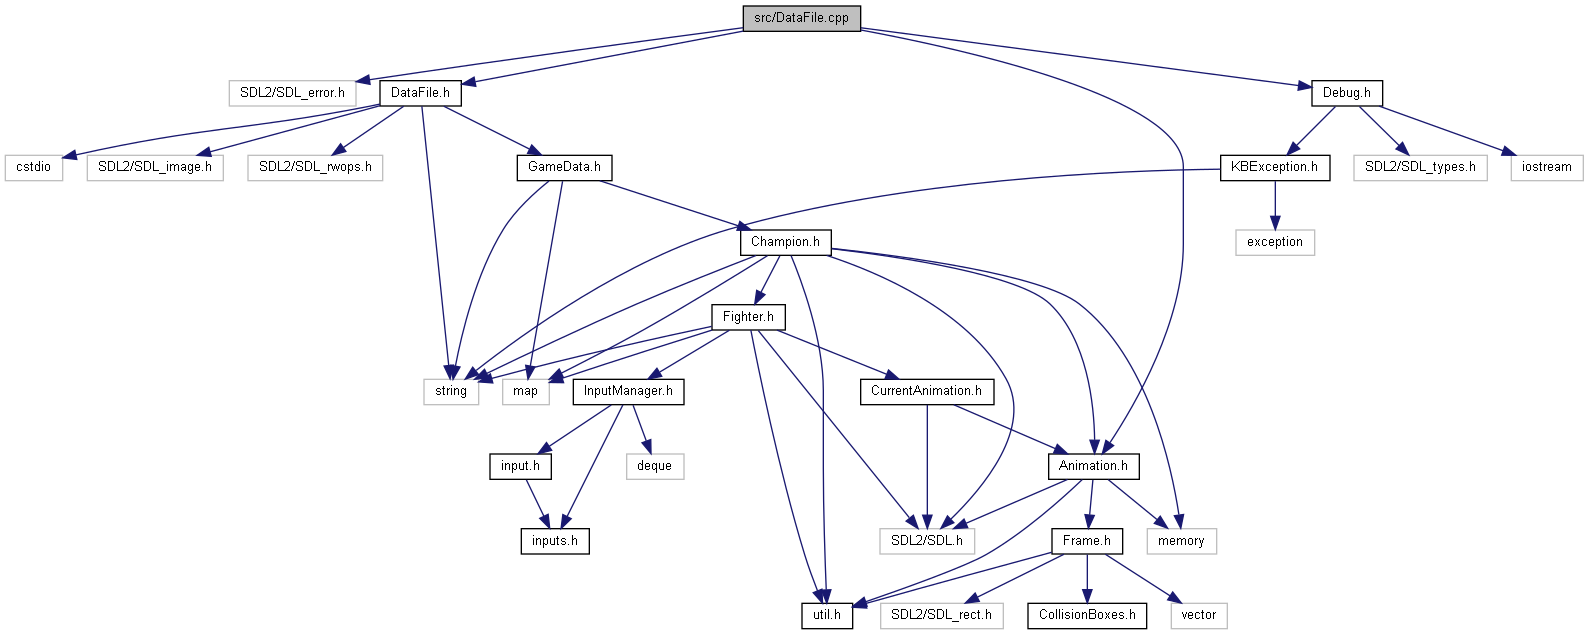 src/DataFile.cpp
SDL2/SDL_error.h
DataFile.h
Debug.h
cstdio
SDL2/SDL_image.h
SDL2/SDL_rwops.h
GameData.h
KBException.h
SDL2/SDL_types.h
iostream
Champion.h
exception
Fighter.h
string
map
InputManager.h
CurrentAnimation.h
input.h
deque
Animation.h
inputs.h
SDL2/SDL.h
Frame.h
memory
util.h
SDL2/SDL_rect.h
CollisionBoxes.h
vector